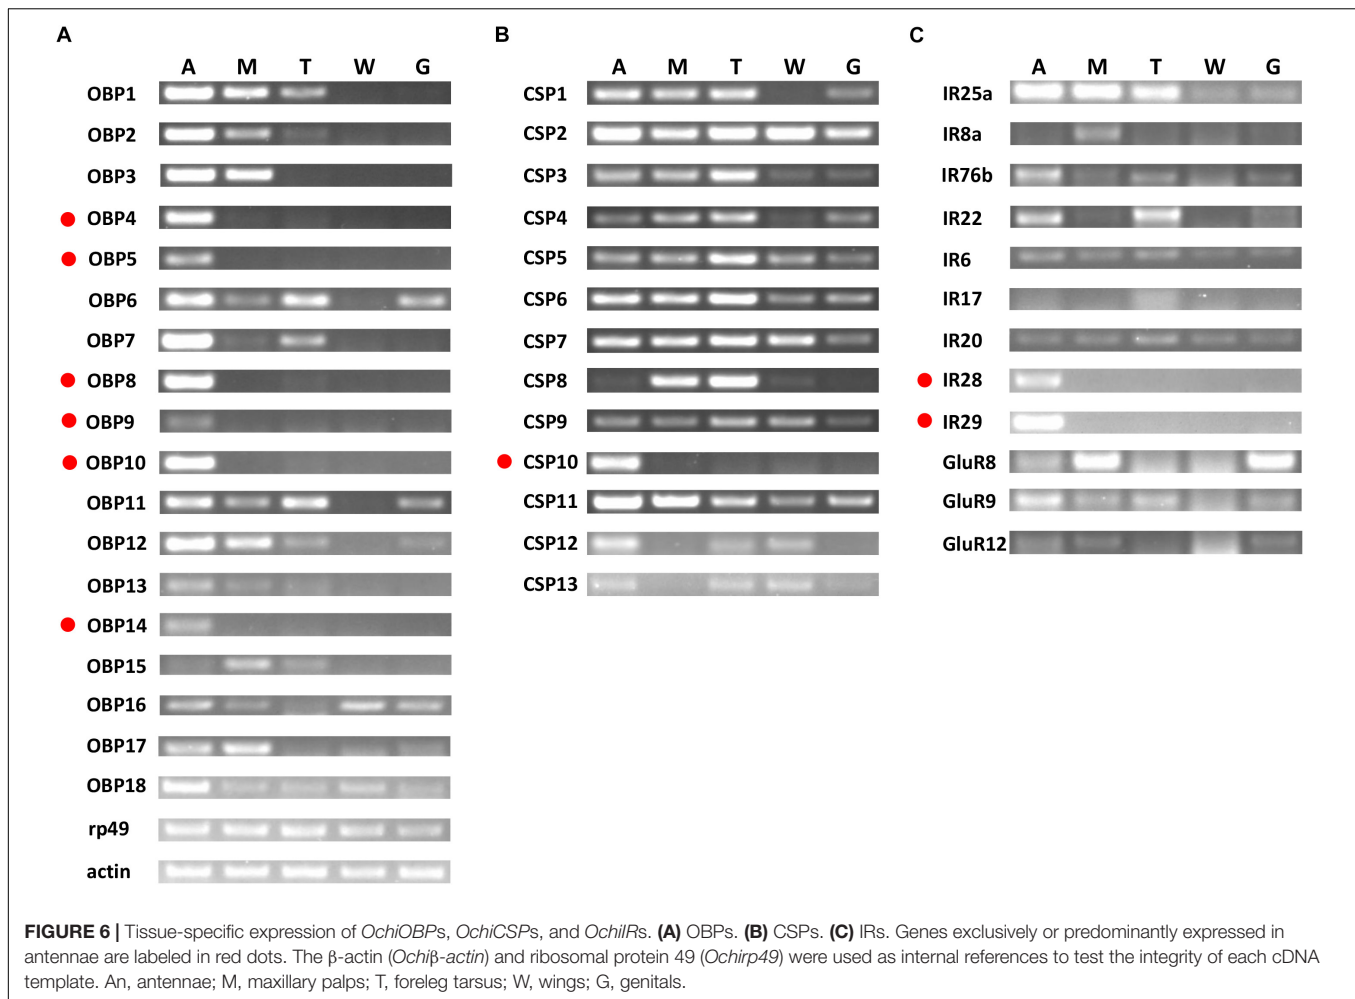 A
A M T W G
OBP1
OBP2
OBP3
OBP4
OBP5
OBP6
OBP7
OBP8
OBP9
OBP10
OBP11
OBP12
OBP13
OBP14
OBP15
OBP16
OBP17
OBP18
rp49
actin
B
A M T W G
CSP1
CSP2
CSP3
CSP4
CSP5
CSP6
CSP7
CSP8
CSP9
CSP10
CSP11
CSP12
CSP13
C
A M T W G
IR25a
IR8a
IR76b
IR22
IR6
IR17
IR20
IR28
IR29
GluR8
GluR9
GluR12
FIGURE 6 | Tissue-specific expression of OchiOBPs, OchiCSPs, and OchiIRs. (A) OBPs. (B) CSPs. (C) IRs. Genes exclusively or predominantly expressed in
antennae are labeled in red dots. The β-actin (Ochiβ-actin) and ribosomal protein 49 (Ochirp49) were used as internal references to test the integrity of each cDNA
template. An, antennae; M, maxillary palps; T, foreleg tarsus; W, wings; G, genitals.